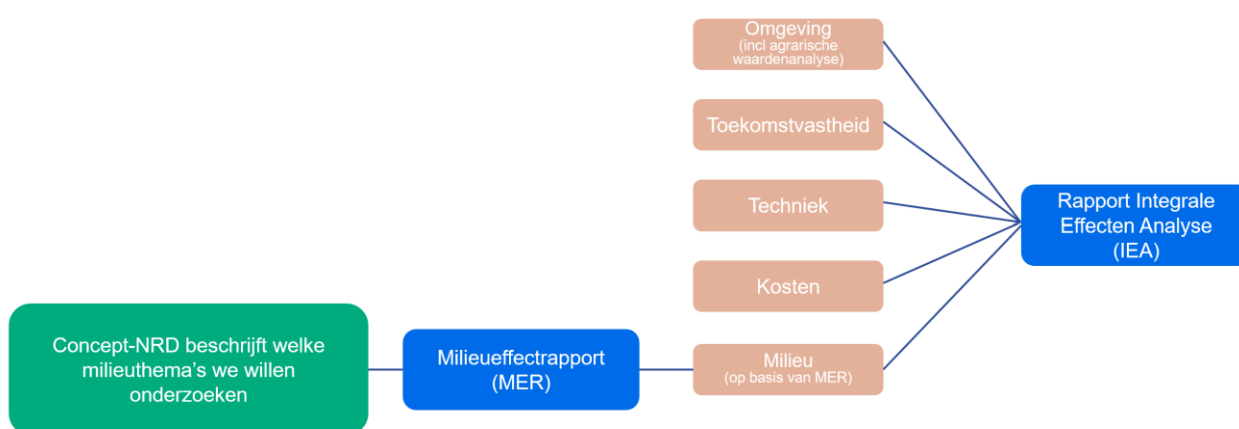 Omgeving
(incl agrarische
waardenanalyse)
Toekomstvastheid
Techniek
Kosten
Milieu
(op basis van MER)
Rapport Integrale
Effecten Analyse
(IEA)
Concept-NRD beschrijft welke
milieuthema's we willen
onderzoeken
Milieueffectrapport
(MER)